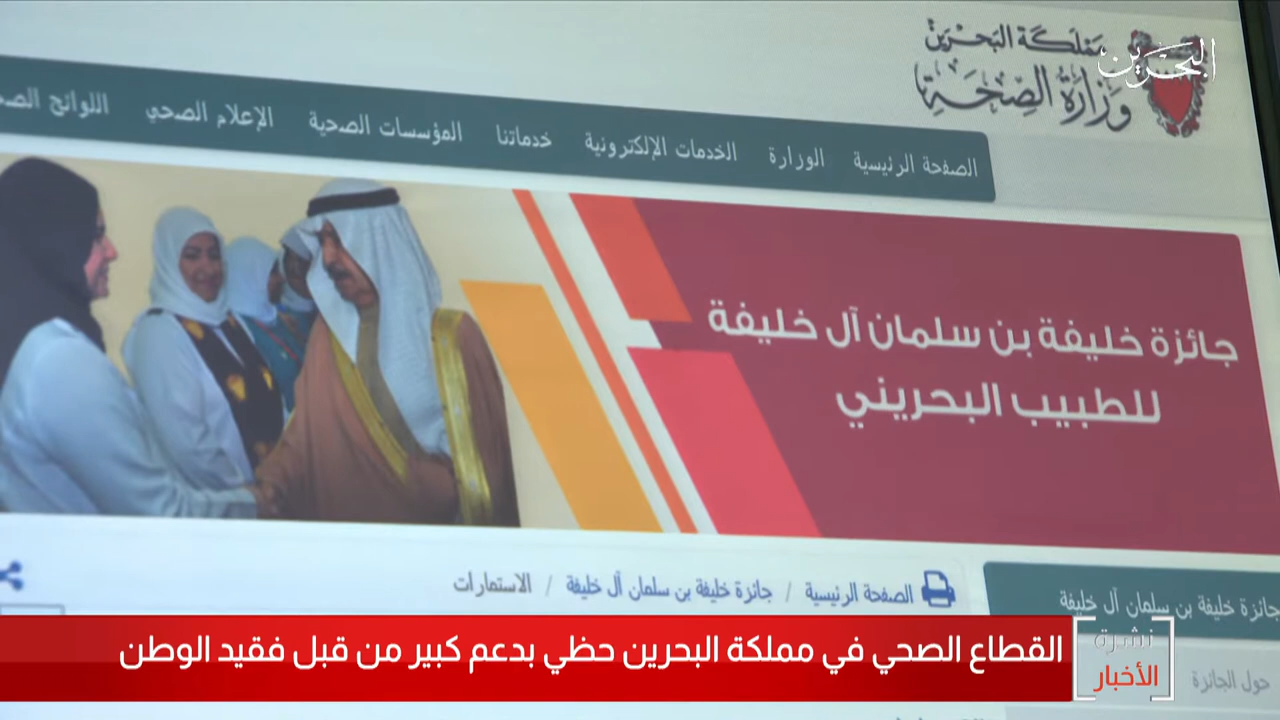 مملكة البحرين
وزارة الصحة
البحرين
الصفحة الرئيسية
الوزارة
الخدمات الإلكترونية
خدماتنا
المؤسسات الصحية
الإعلام الصحي
اللوائح
جائزة خليفة بن سلمان آل خليفة
للطبيب البحريني
الصفحة الرئيسية / جائزة خليفة بن سلمان آل خليفة / الاستمارات
جائزة خليفة بن سلمان آل خليفة
حول الجائزة
نشرة
الأخبار
القطاع الصحي في مملكة البحرين حظي بدعم كبير من قبل فقيد الوطن